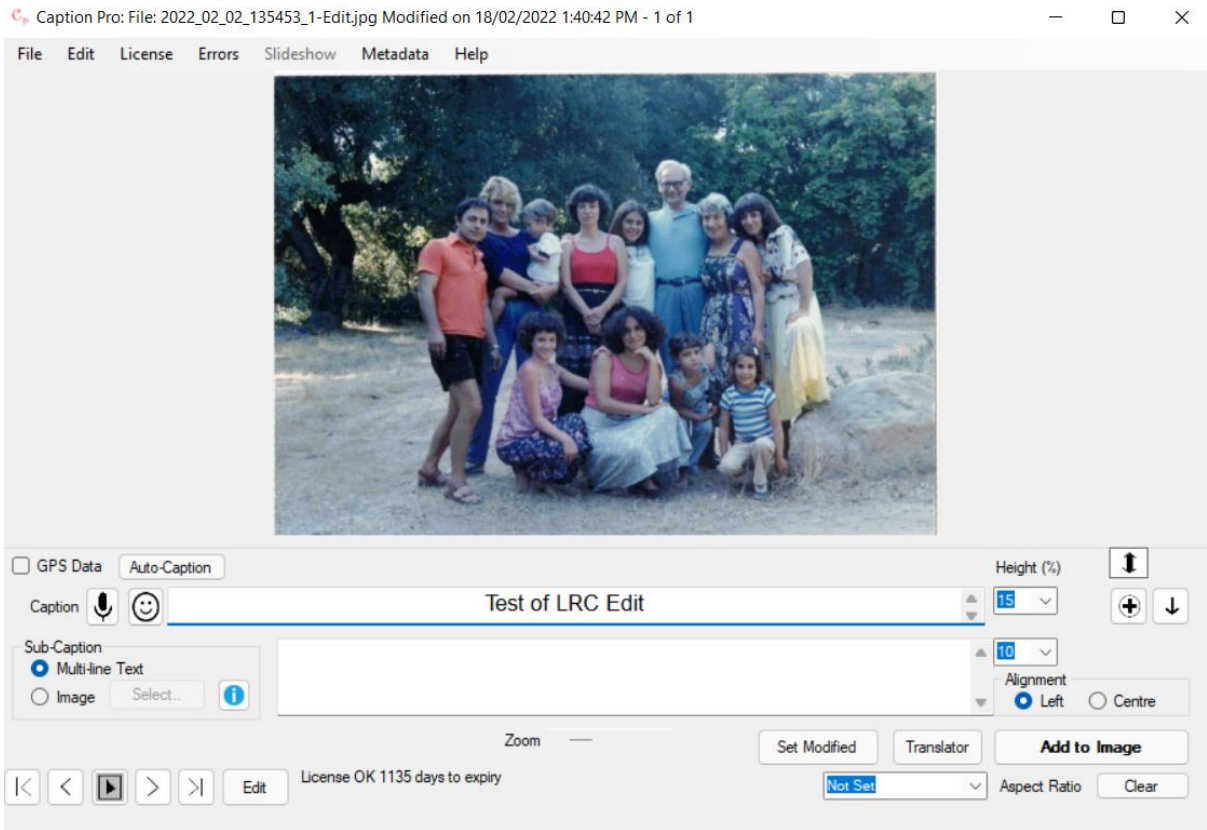 Caption Pro: File: 2022_02_02_135453_1-Edit.jpg Modified on 18/02/2022 1:40:42 PM - 1 of 1
File Edit License Errors Slideshow Metadata Help
GPS Data Auto-Caption Height (%)
Caption Test of LRC Edit 15
Sub-Caption 10
Multi-line Text
Image Select..
Alignment
Left Centre
Zoom Set Modified Translator Add to Image
Edit License OK 1135 days to expiry Not Set Aspect Ratio Clear